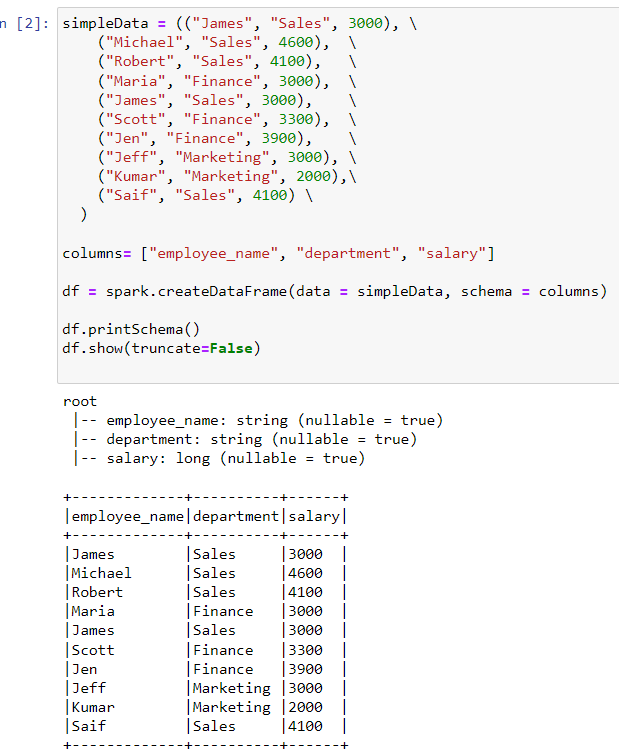 n [2]: simpleData = (("James", "Sales", 3000), \
    ("Michael", "Sales", 4600),  \
    ("Robert", "Sales", 4100),   \
    ("Maria", "Finance", 3000),  \
    ("James", "Sales", 3000),    \
    ("Scott", "Finance", 3300),  \
    ("Jen", "Finance", 3900),    \
    ("Jeff", "Marketing", 3000), \
    ("Kumar", "Marketing", 2000),\
    ("Saif", "Sales", 4100) \
  )
columns= ["employee_name", "department", "salary"]
df = spark.createDataFrame(data = simpleData, schema = columns)
df.printSchema()
df.show(truncate=False)
root
 |-- employee_name: string (nullable = true)
 |-- department: string (nullable = true)
 |-- salary: long (nullable = true)
+-------------+----------+------+
|employee_name|department|salary|
+-------------+----------+------+
|James        |Sales     |3000  |
|Michael      |Sales     |4600  |
|Robert       |Sales     |4100  |
|Maria        |Finance   |3000  |
|James        |Sales     |3000  |
|Scott        |Finance   |3300  |
|Jen          |Finance   |3900  |
|Jeff         |Marketing |3000  |
|Kumar        |Marketing |2000  |
|Saif         |Sales     |4100  |
+-------------+----------+------+